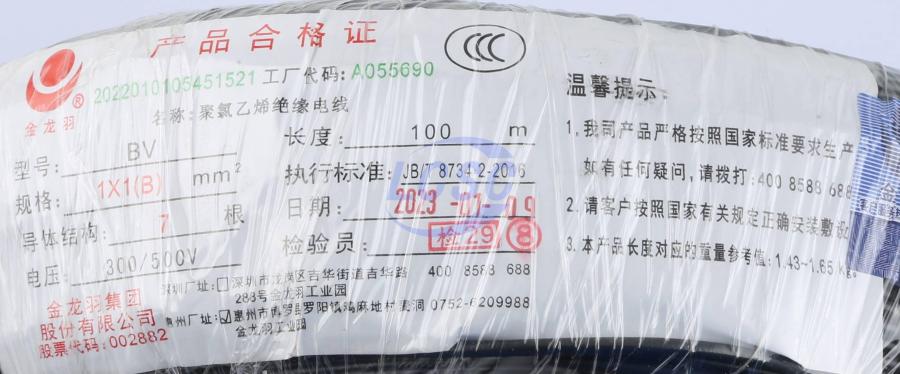 产品合格证
CCC
金龙羽®
2022010105451521 工厂代码: A055690
名称: 聚氯乙烯绝缘电线
型号: BV
长度: 100 m
规格: 1X1(B) mm²
执行标准: JB/T 8734.2-2016
导体结构: 7 根
日期: 2023
电压: 300/500V
检验员: 检29 8
金龙羽集团
股份有限公司
股票代码: 002882
深圳厂址: □深圳市龙岗区吉华街道吉华路 400 8588 688
288号金龙羽工业园
惠州厂址: ☑惠州市博罗县罗阳镇鸡麻地村 0752-6209988
金龙羽工业园
温馨提示:
1、我司产品严格按照国家标准要求生产
如有任何疑问，请拨打: 400 8588 688
2、请客户按照国家有关规定正确安装敷设
3、本产品长度对应的重量参考值: 1.43~1.65